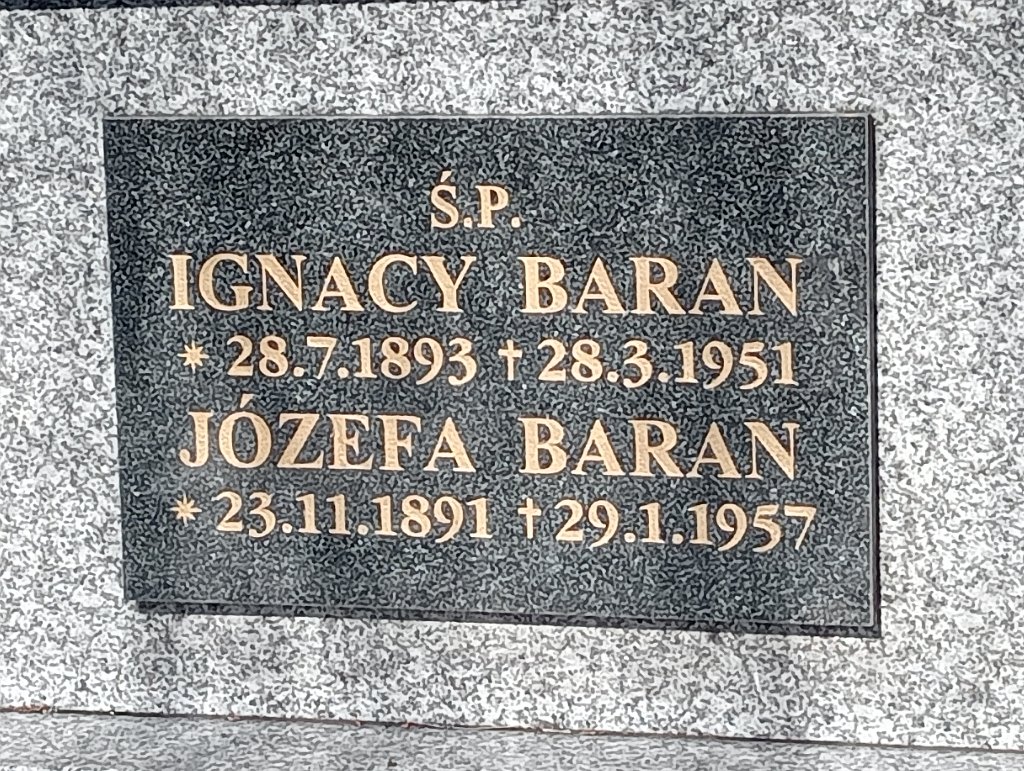 Ś.P.
IGNACY BARAN
* 28.7.1893 † 28.3.1951
JÓZEFA BARAN
* 23.11.1891 † 29.1.1957